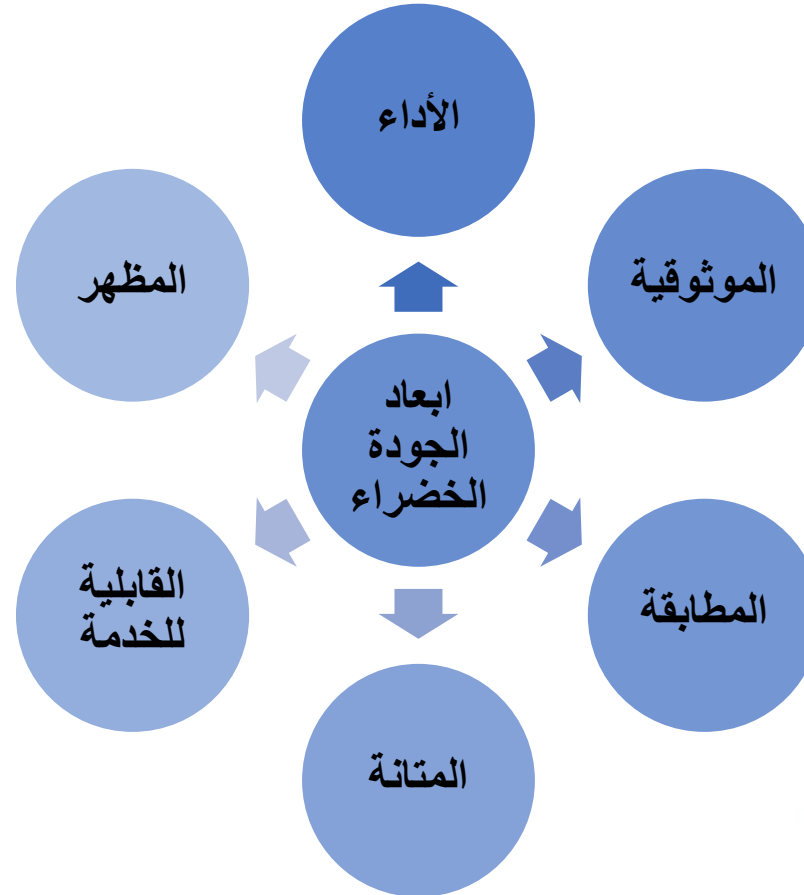 الأداء
الموثوقية
المظهر
ابعاد
الجودة
الخضراء
المطابقة
القابلية
للخدمة
المتانة